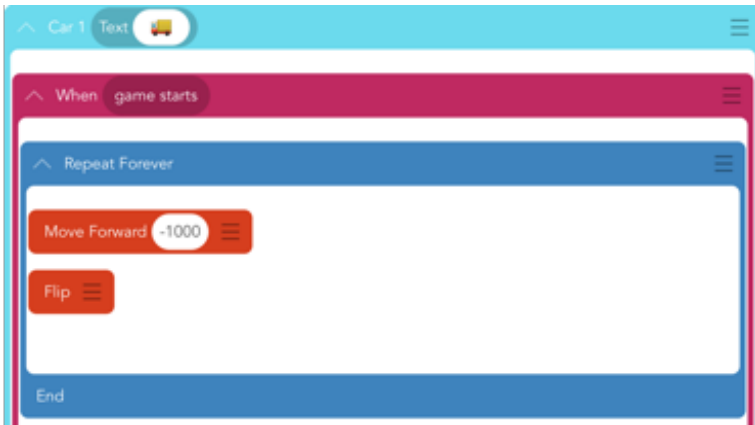 Car 1 Text 🚚
When game starts
Repeat Forever
Move Forward -1000
Flip
End